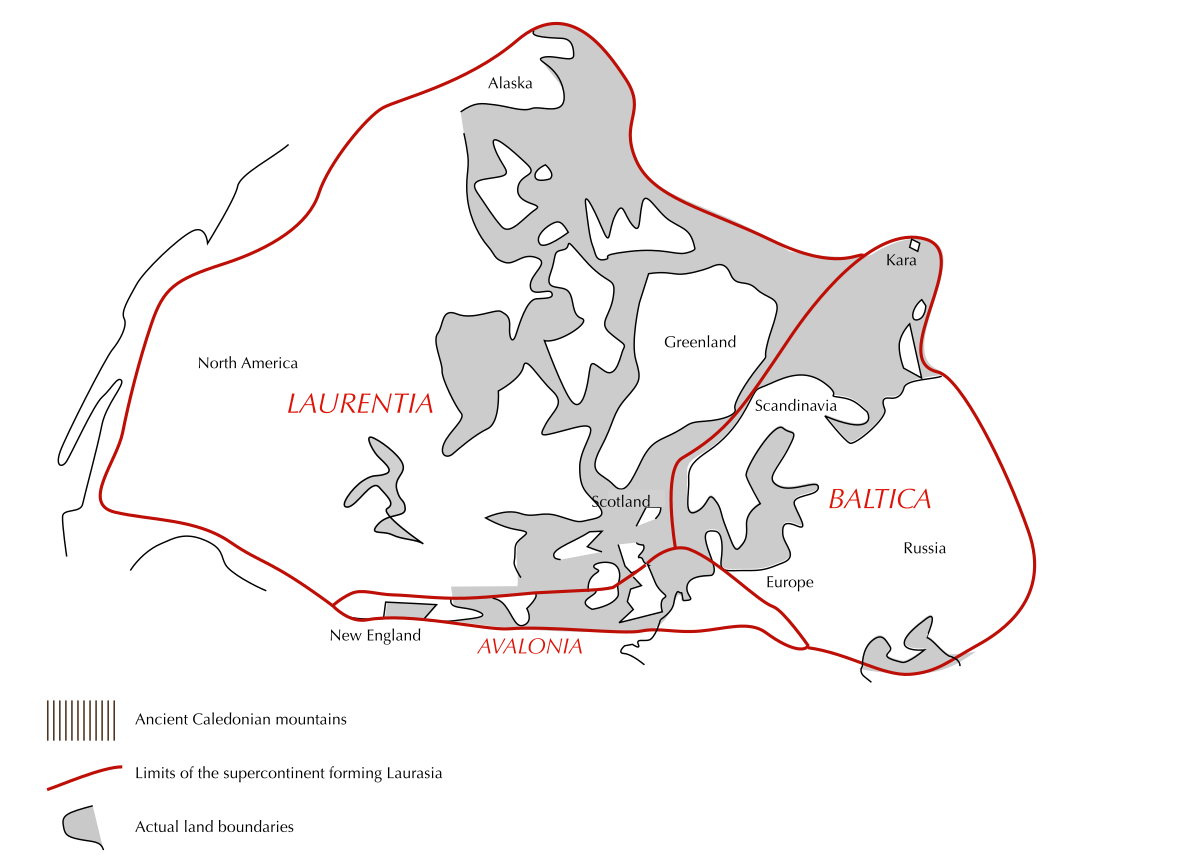 Alaska
Kara
Greenland
North America
LAURENTIA
Scandinavia
Scotland
BALTICA
Russia
Europe
New England
AVALONIA
Ancient Caledonian mountains
Limits of the supercontinent forming Laurasia
Actual land boundaries